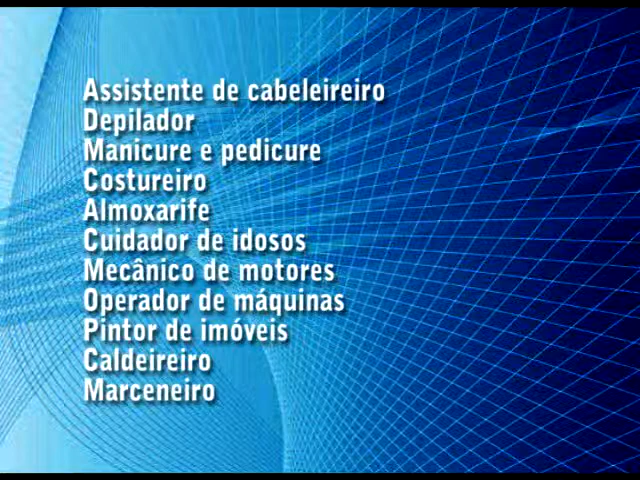 Assistente de cabeleireiro
Depilador
Manicure e pedicure
Costureiro
Almoxarife
Cuidador de idosos
Mecânico de motores
Operador de máquinas
Pintor de imóveis
Caldeireiro
Marceneiro